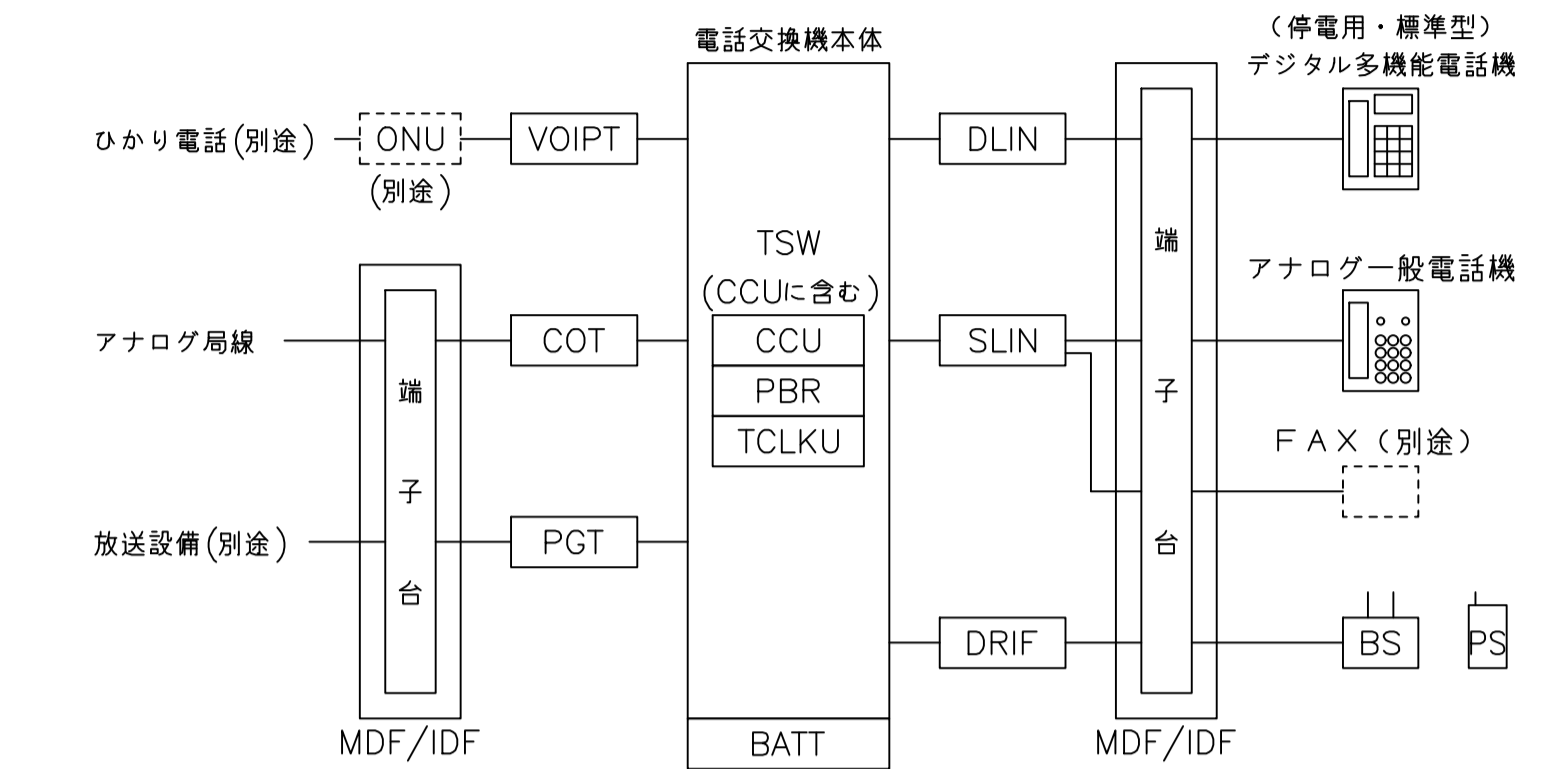 電話交換機本体
(停電用・標準型)
デジタル多機能電話機
ひかり電話(別途)
ONU
(別途)
VOIPT
DLIN
TSW
(CCUに含む)
CCU
PBR
TCLKU
アナログ局線
COT
SLIN
アナログ一般電話機
FAX(別途)
放送設備(別途)
PGT
DRIF
BS
PS
端子台
端子台
MDF/IDF
BATT
MDF/IDF